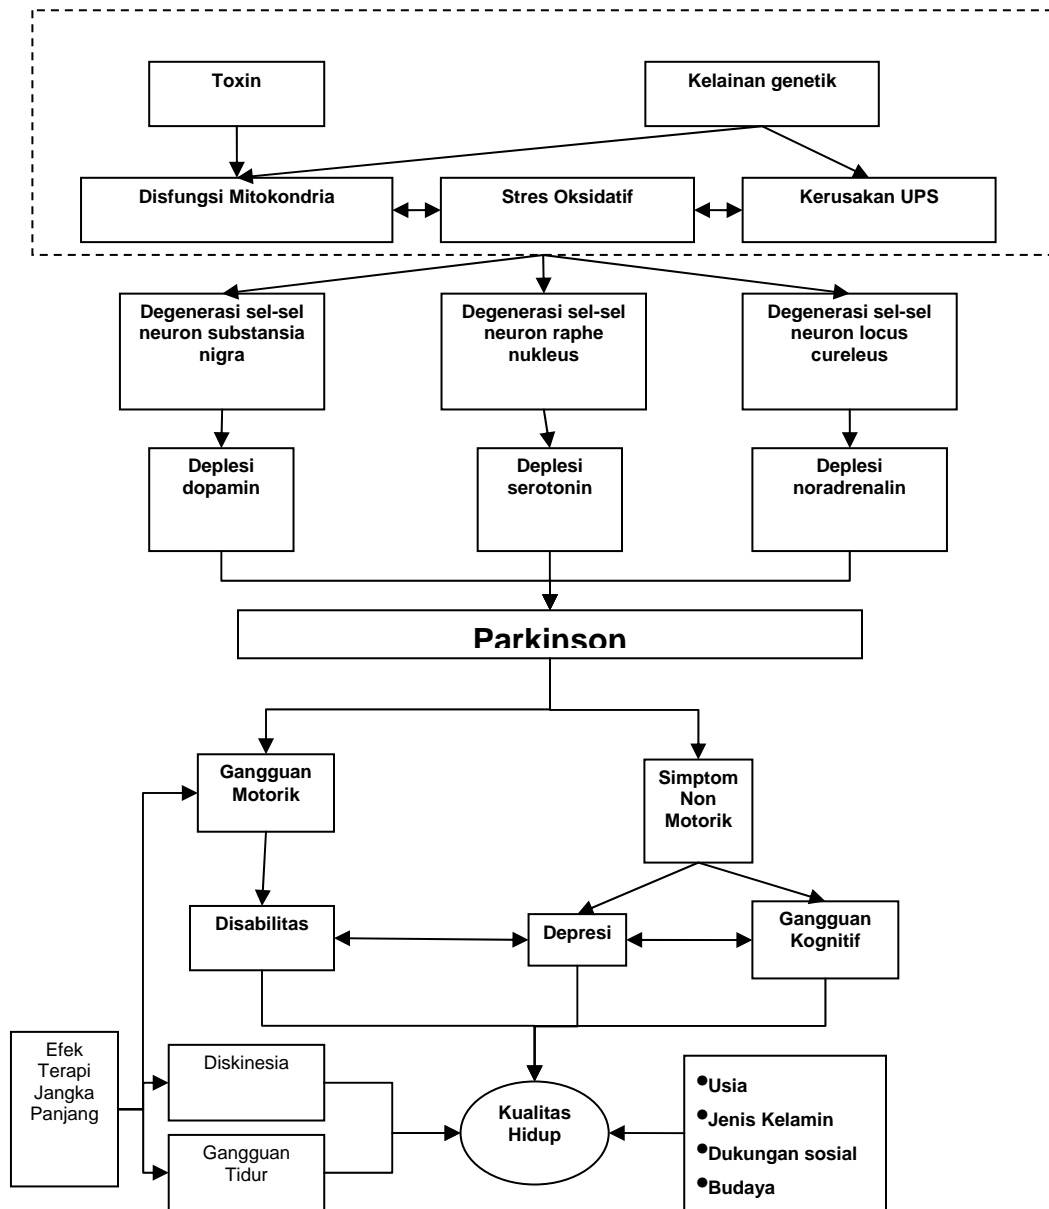 Toxin
Kelainan genetik
Disfungsi Mitokondria
Stres Oksidatif
Kerusakan UPS
Degenerasi sel-sel
neuron substansia
nigra
Degenerasi sel-sel
neuron raphe
nukleus
Degenerasi sel-sel
neuron locus
cureleus
Deplesi
dopamin
Deplesi
serotonin
Deplesi
noradrenalin
Parkinson
Gangguan
Motorik
Simptom
Non
Motorik
Disabilitas
Depresi
Gangguan
Kognitif
Efek
Terapi
Jangka
Panjang
Diskinesia
Gangguan
Tidur
Kualitas
Hidup
•Usia
•Jenis Kelamin
•Dukungan sosial
•Budaya